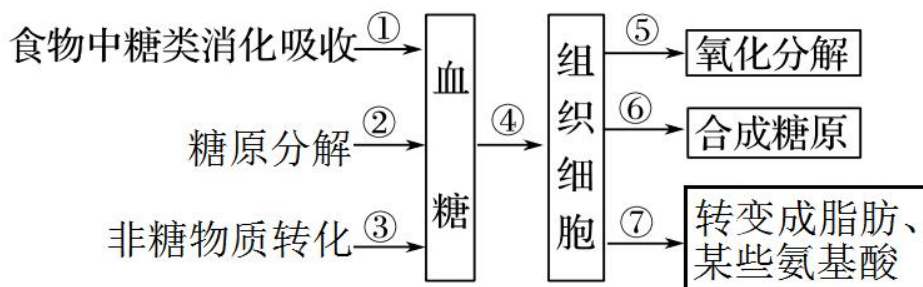 食物中糖类消化吸收
①
血糖
④
组织细胞
⑤
氧化分解
糖原分解
②
⑥
合成糖原
非糖物质转化
③
⑦
转变成脂肪、
某些氨基酸